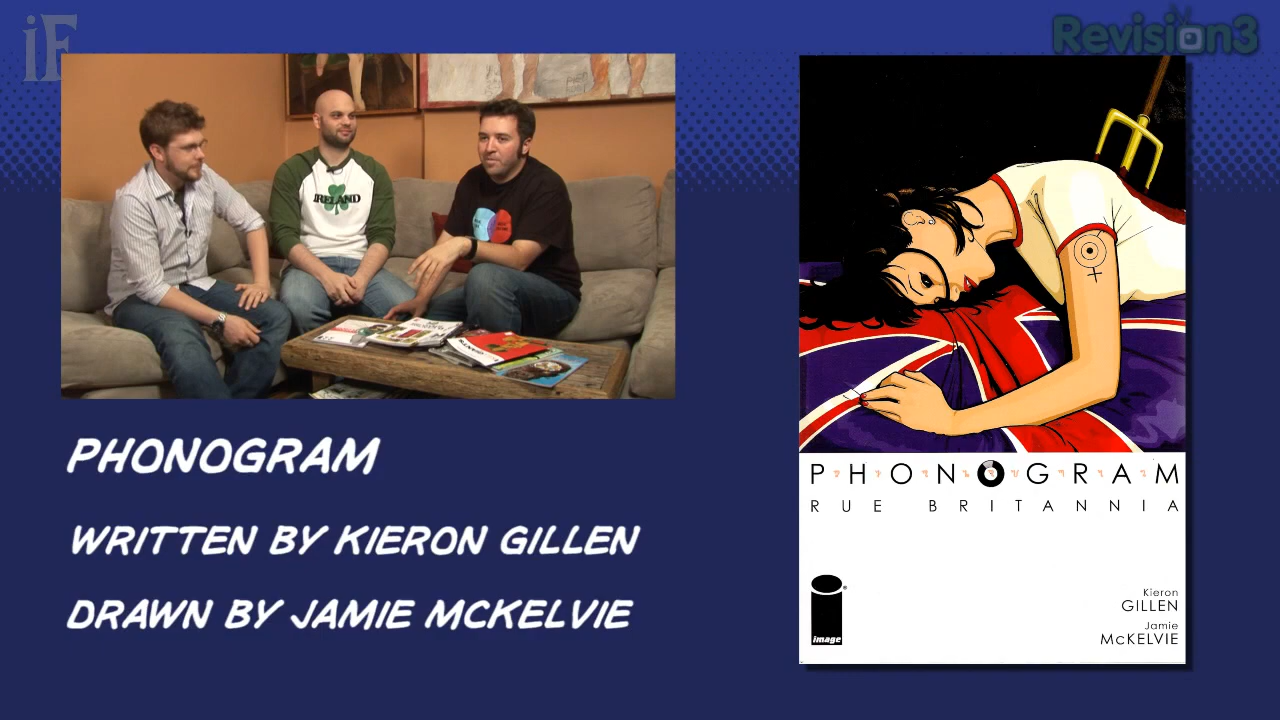 iF
Revision3
IRELAND
PHONOGRAM
WRITTEN BY KIERON GILLEN
DRAWN BY JAMIE MCKELVIE
PHONOGRAM
RUE BRITANNIA
image
Kieron
GILLEN
Jamie
McKELVIE